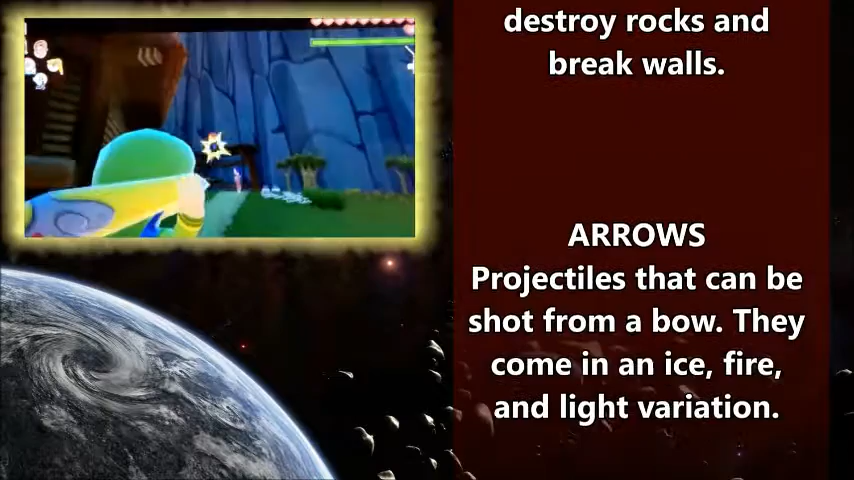 destroy rocks and
break walls.
ARROWS
Projectiles that can be
shot from a bow. They
come in an ice, fire,
and light variation.